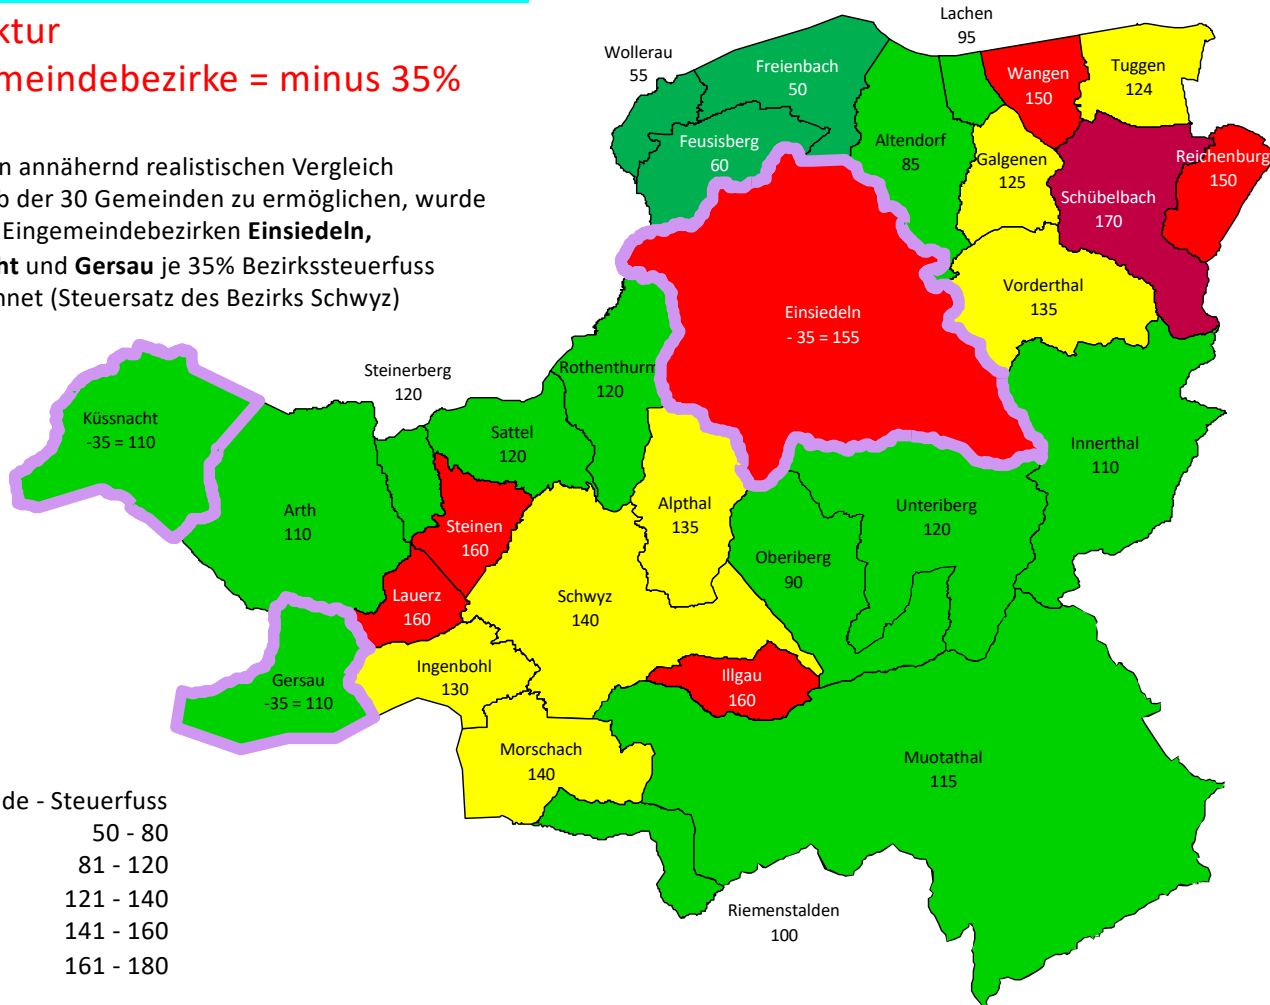 ktur
meindebezirke = minus 35%
n annähernd realistischen Vergleich
b der 30 Gemeinden zu ermöglichen, wurde
Eingemeindebezirken Einsiedeln,
ht und Gersau je 35% Bezirkssteuerfuss
hnet (Steuersatz des Bezirks Schwyz)
Lachen
95
Wollerau
55
Freienbach
50
Wangen
150
Tuggen
124
Feusisberg
60
Altendorf
85
Galgenen
125
Schübelbach
170
Reichenburg
150
Vorderthal
135
Einsiedeln
- 35 = 155
Steinerberg
120
Rothenthurm
120
Küssnacht
-35 = 110
Sattel
120
Innerthal
110
Arth
110
Steinen
160
Alpthal
135
Unteriberg
120
Oberiberg
90
Lauerz
160
Schwyz
140
Ingenbohl
130
Gersau
-35 = 110
Illgau
160
Morschach
140
Muotathal
115
Riemenstalden
100
de - Steuerfuss
50 - 80
81 - 120
121 - 140
141 - 160
161 - 180